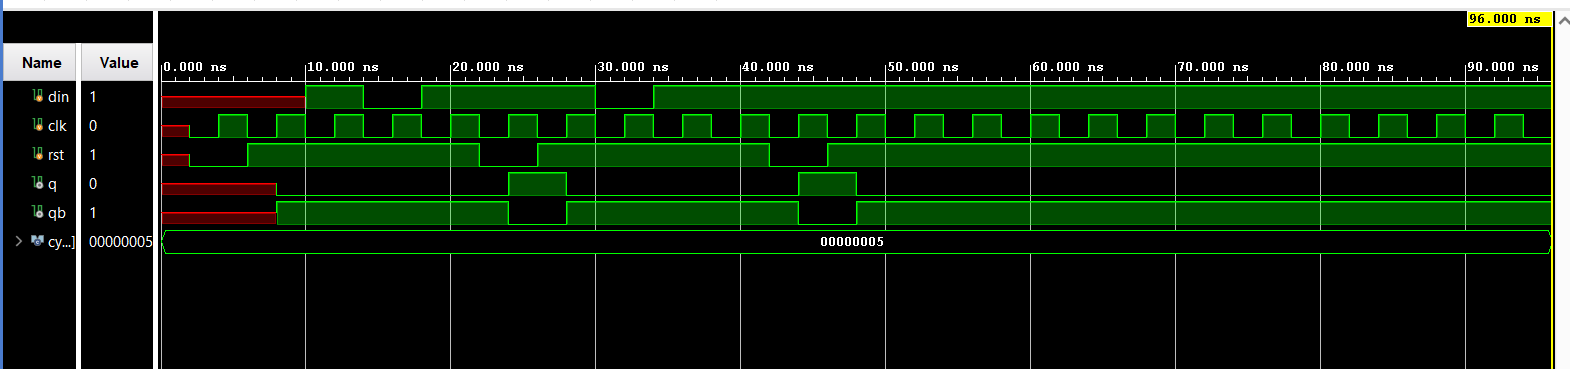 96.000 ns
Name Value
0.000 ns 10.000 ns 20.000 ns 30.000 ns 40.000 ns 50.000 ns 60.000 ns 70.000 ns 80.000 ns 90.000 ns
din 1
clk 0
rst 1
q 0
qb 1
cy...] 00000005 00000005